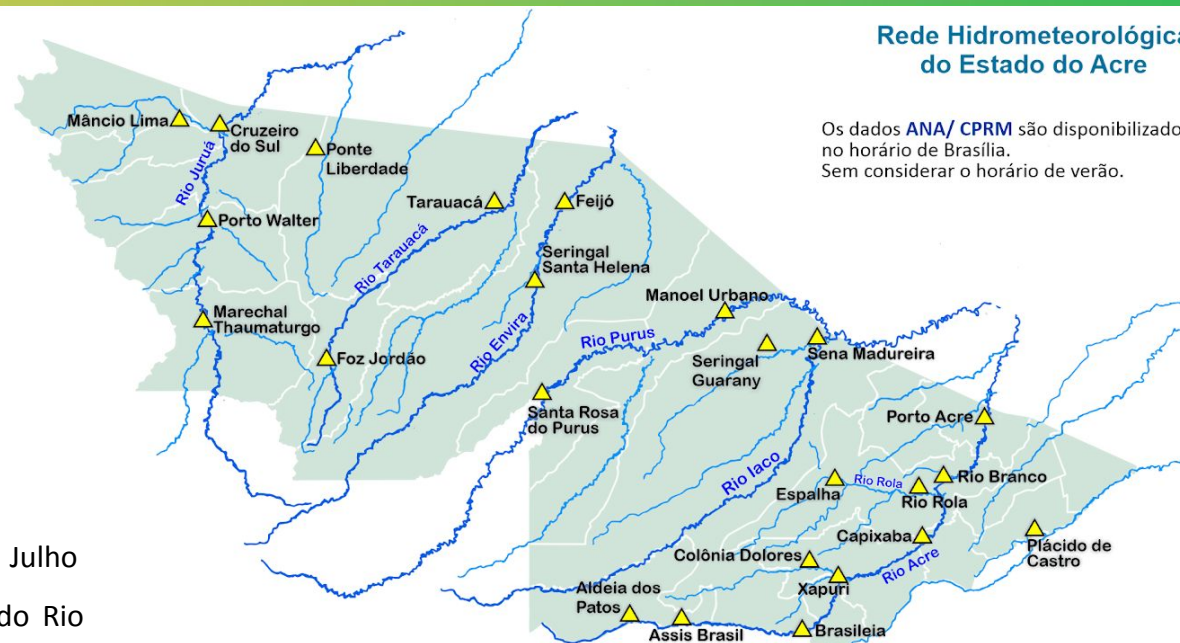 Rede Hidrometeorológica
do Estado do Acre
Os dados ANA/ CPRM são disponibilizado
no horário de Brasília.
Sem considerar o horário de verão.
Mâncio Lima
Cruzeiro
do Sul
Ponte
Liberdade
Rio Juruá
Porto Walter
Tarauacá
Feijó
Rio Tarauacá
Seringal
Santa Helena
Marechal
Thaumaturgo
Foz Jordão
Rio Envira
Manoel Urbano
Rio Purus
Seringal
Guarany
Sena Madureira
Santa Rosa
do Purus
Porto Acre
Rio Iaco
Espalha
Rio Rola
Rio Rola
Rio Branco
Capixaba
Plácido de
Castro
Colônia Dolores
Rio Acre
Xapuri
Aldeia dos
Patos
Assis Brasil
Brasileia
Julho
do Rio